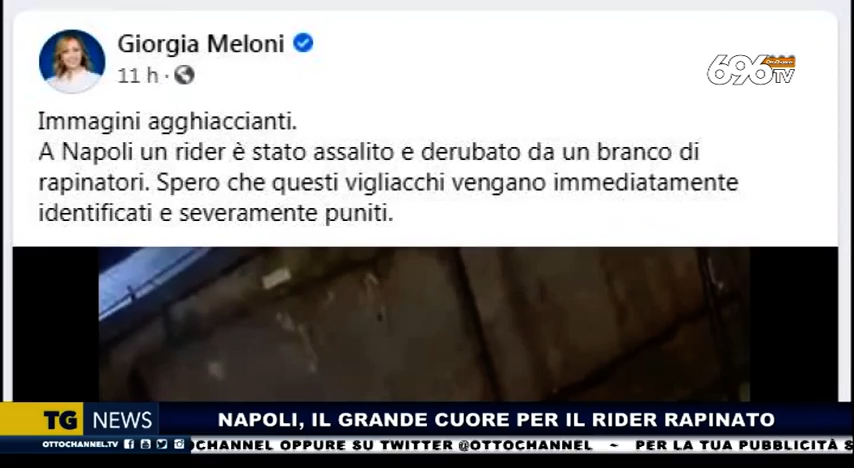 Giorgia Meloni
11 h ·
696 TV
OttOchannel
Immagini agghiaccianti.
A Napoli un rider è stato assalito e derubato da un branco di
rapinatori. Spero che questi vigliacchi vengano immediatamente
identificati e severamente puniti.
TG NEWS
NAPOLI, IL GRANDE CUORE PER IL RIDER RAPINATO
OTTOCHANNEL.TV
OCHANNEL OPPURE SU TWITTER @OTTOCHANNEL ~ PER LA TUA PUBBLICITÀ S